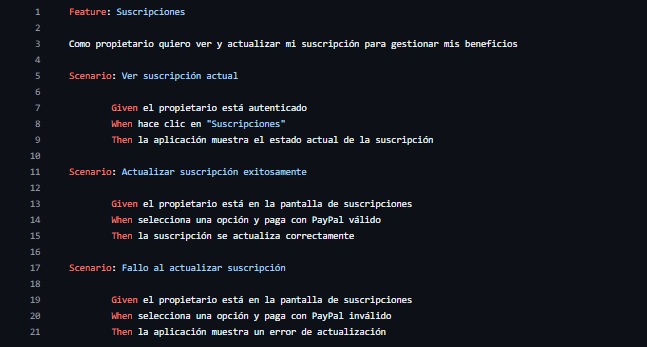 1 Feature: Suscripciones
2
3 Como propietario quiero ver y actualizar mi suscripción para gestionar mis beneficios
4
5 Scenario: Ver suscripción actual
6
7 Given el propietario está autenticado
8 When hace clic en "Suscripciones"
9 Then la aplicación muestra el estado actual de la suscripción
10
11 Scenario: Actualizar suscripción exitosamente
12
13 Given el propietario está en la pantalla de suscripciones
14 When selecciona una opción y paga con PayPal válido
15 Then la suscripción se actualiza correctamente
16
17 Scenario: Fallo al actualizar suscripción
18
19 Given el propietario está en la pantalla de suscripciones
20 When selecciona una opción y paga con PayPal inválido
21 Then la aplicación muestra un error de actualización